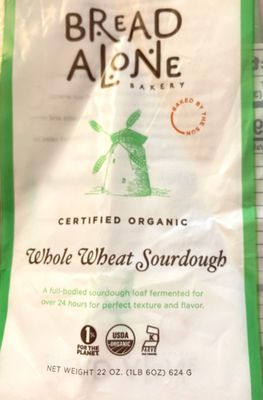 BREAD
ALONE
BAKERY
BAKED BY THE SUN
CERTIFIED ORGANIC
Whole Wheat Sourdough
A full-bodied sourdough loaf fermented for
over 24 hours for perfect texture and flavor.
1%
FOR THE
PLANET
USDA
ORGANIC
PARVE
NET WEIGHT 22 OZ. (1LB 6OZ) 624 G